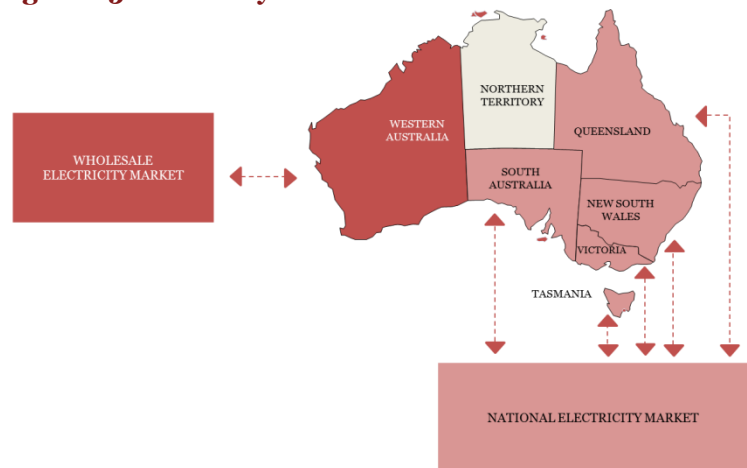 NORTHERN
TERRITORY
WESTERN
AUSTRALIA
QUEENSLAND
WHOLESALE
ELECTRICITY MARKET
SOUTH
AUSTRALIA
NEW SOUTH
WALES
VICTORIA
TASMANIA
NATIONAL ELECTRICITY MARKET